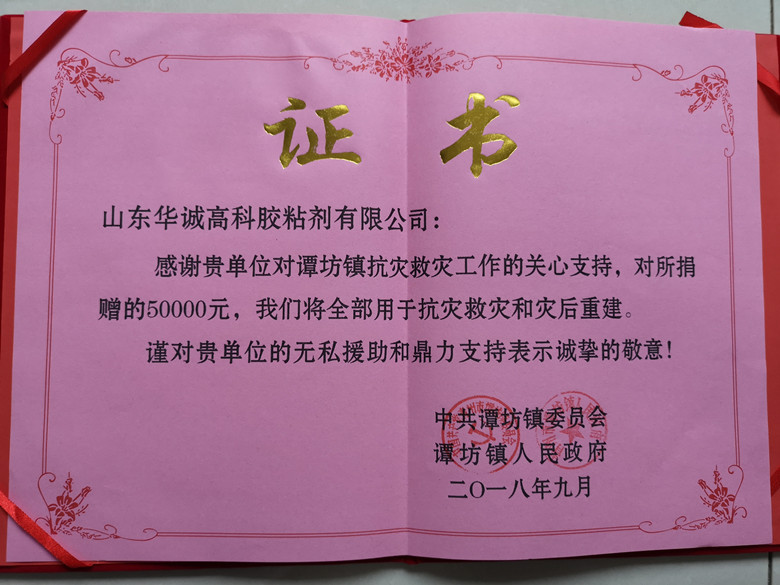 证书
山东华诚高科胶粘剂有限公司：
感谢贵单位对谭坊镇抗灾救灾工作的关心支持，对所捐
赠的50000元，我们将全部用于抗灾救灾和灾后重建。
谨对贵单位的无私援助和鼎力支持表示诚挚的敬意！
中共谭坊镇委员会
谭坊镇人民政府
二〇一八年九月